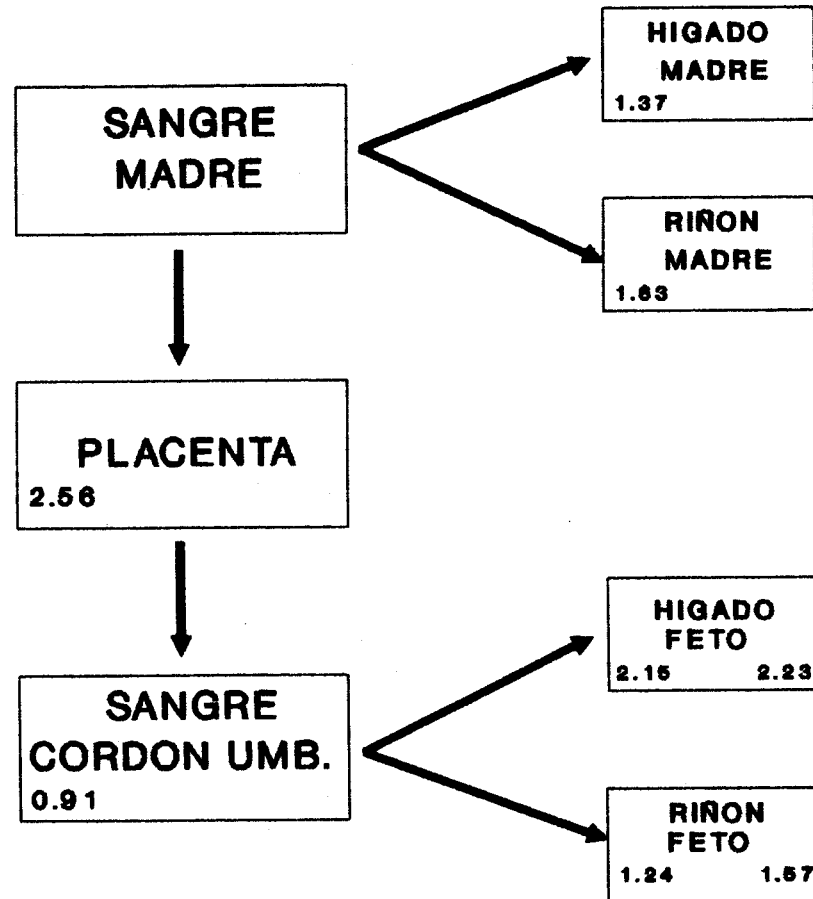 HIGADO
MADRE
1.37
SANGRE
MADRE
RIÑON
MADRE
1.63
PLACENTA
2.56
HIGADO
FETO
2.15 2.23
SANGRE
CORDON UMB.
0.91
RIÑON
FETO
1.24 1.57